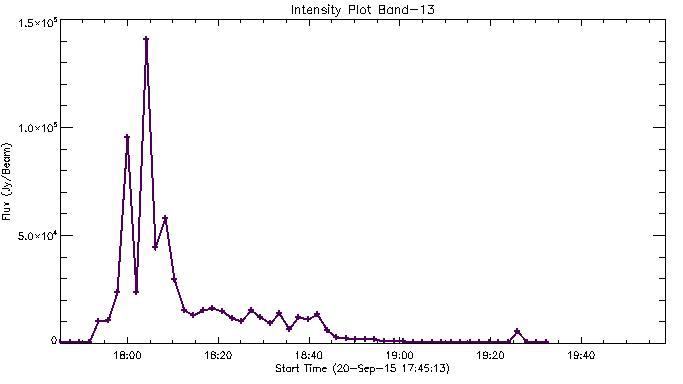 Intensity Plot Band-13
1.5×10⁵
1.0×10⁵
5.0×10⁴
0
Flux (Jy/Beam)
18:00 18:20 18:40 19:00 19:20 19:40
Start Time (20-Sep-15 17:45:13)